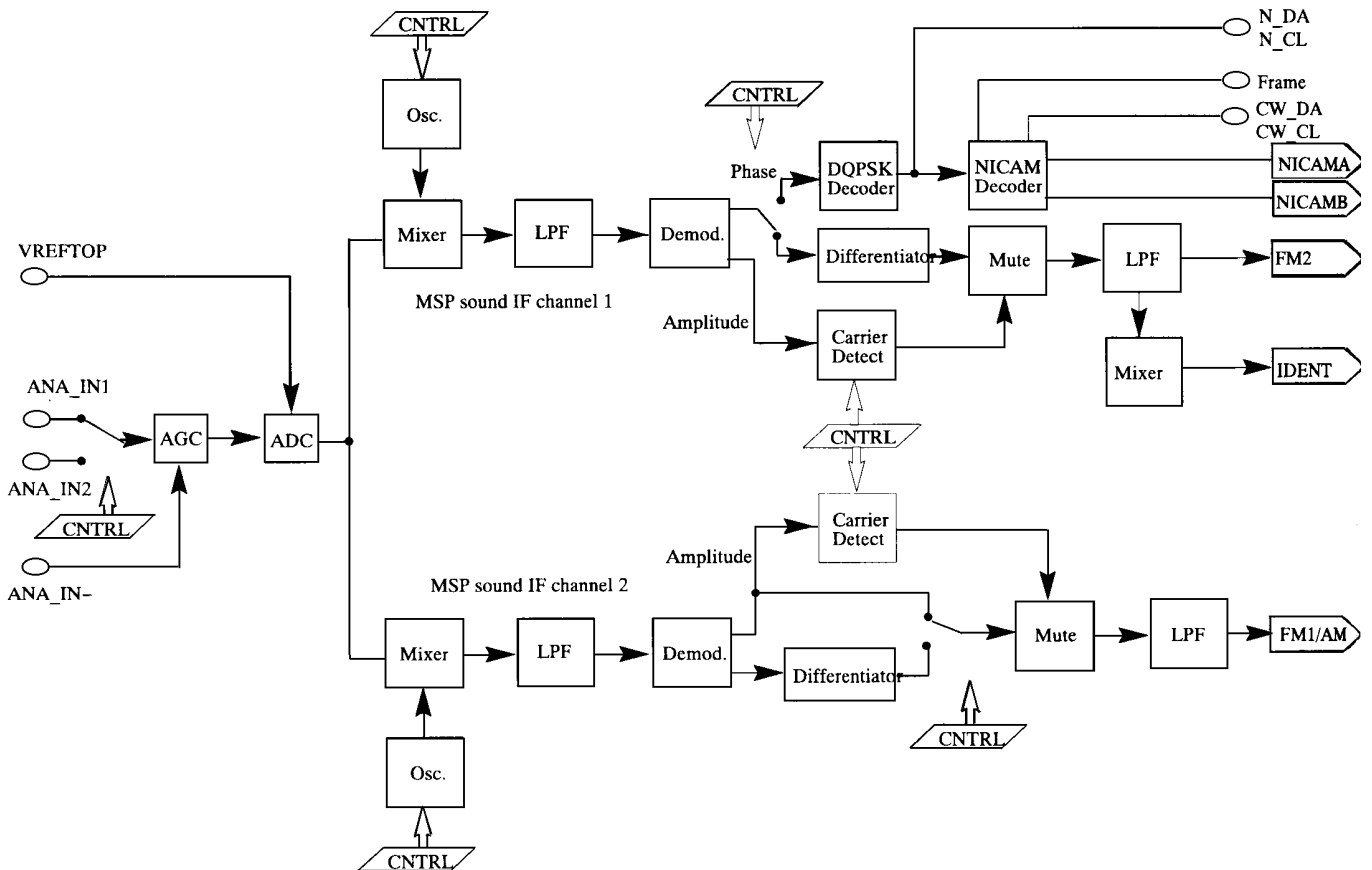 CNTRL
N_DA
N_CL
Osc.
CNTRL
Frame
CW_DA
CW_CL
Phase
DQPSK
Decoder
NICAM
Decoder
NICAMA
NICAMB
Mixer
LPF
Demod.
VREFTOP
Differentiator
Mute
LPF
FM2
MSP sound IF channel 1
Amplitude
Carrier
Detect
Mixer
IDENT
ANA_IN1
AGC
ADC
CNTRL
ANA_IN2
CNTRL
Carrier
Detect
Amplitude
ANA_IN-
MSP sound IF channel 2
Mixer
LPF
Demod.
Mute
LPF
FM1/AM
Differentiator
CNTRL
Osc.
CNTRL